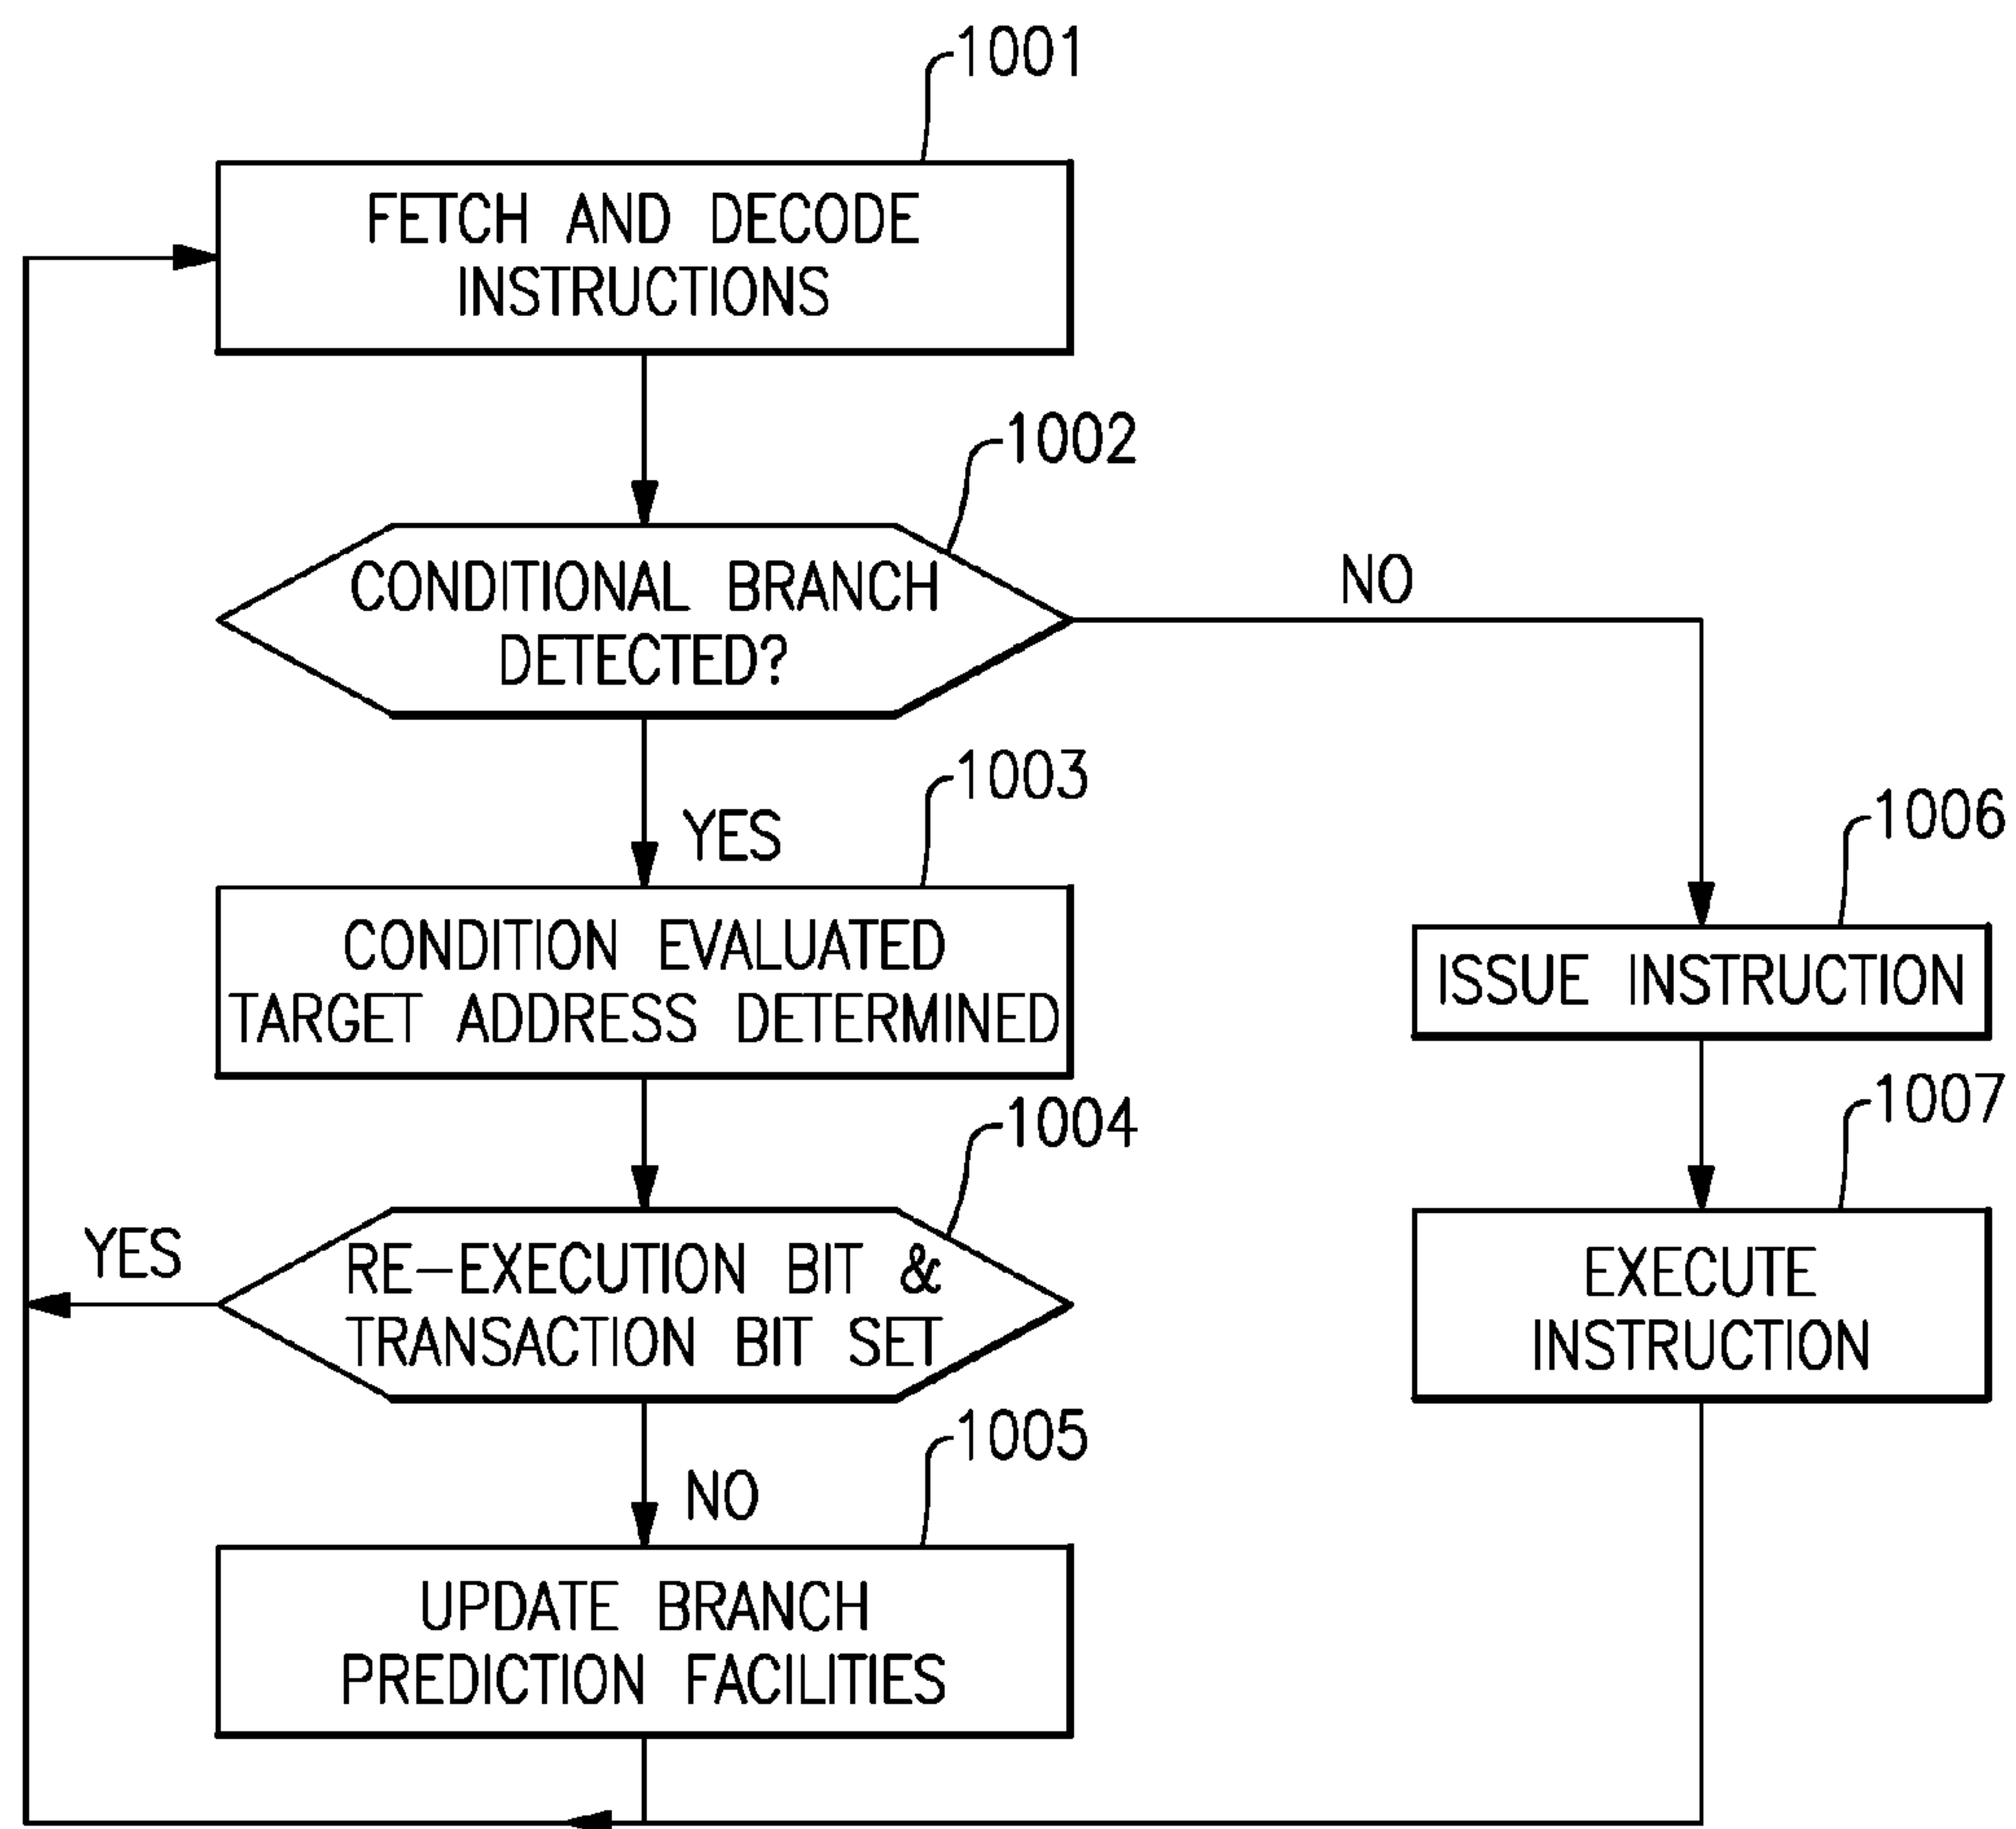 1001
FETCH AND DECODE
INSTRUCTIONS
1002
CONDITIONAL BRANCH
DETECTED?
NO
1003
YES
CONDITION EVALUATED
TARGET ADDRESS DETERMINED
1006
ISSUE INSTRUCTION
1004
YES
RE-EXECUTION BIT &
TRANSACTION BIT SET
1007
EXECUTE
INSTRUCTION
1005
NO
UPDATE BRANCH
PREDICTION FACILITIES